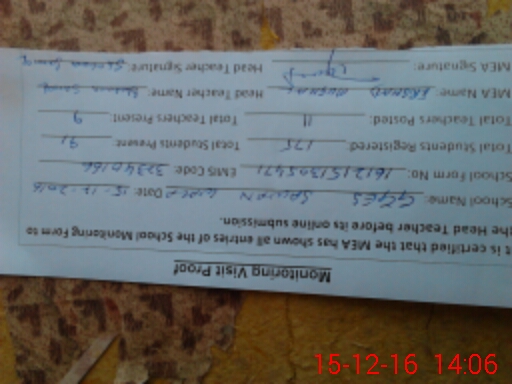 Monitoring Visit Proof
It is certified that the MEA has shown all entries of the School Monitoring Form to
the Head Teacher before its online submission.
School Name: GGES Date: 15-12-2016
School Form No: EMIS Code: 32340166
Total Students Registered: 175 Total Students Present: 91
Total Teachers Posted: 11 Total Teachers Present: 9
MEA Name: Head Teacher Name:
MEA Signature: Head Teacher Signature:
15-12-16 14:06